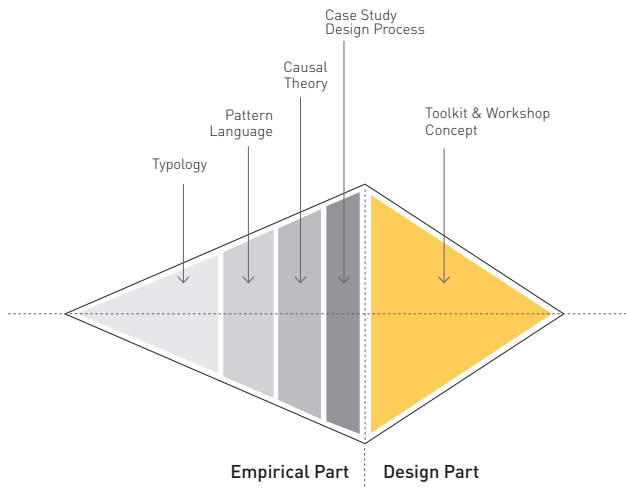 Case Study
Design Process
Causal
Theory
Pattern
Language
Toolkit & Workshop
Concept
Typology
Empirical Part
Design Part